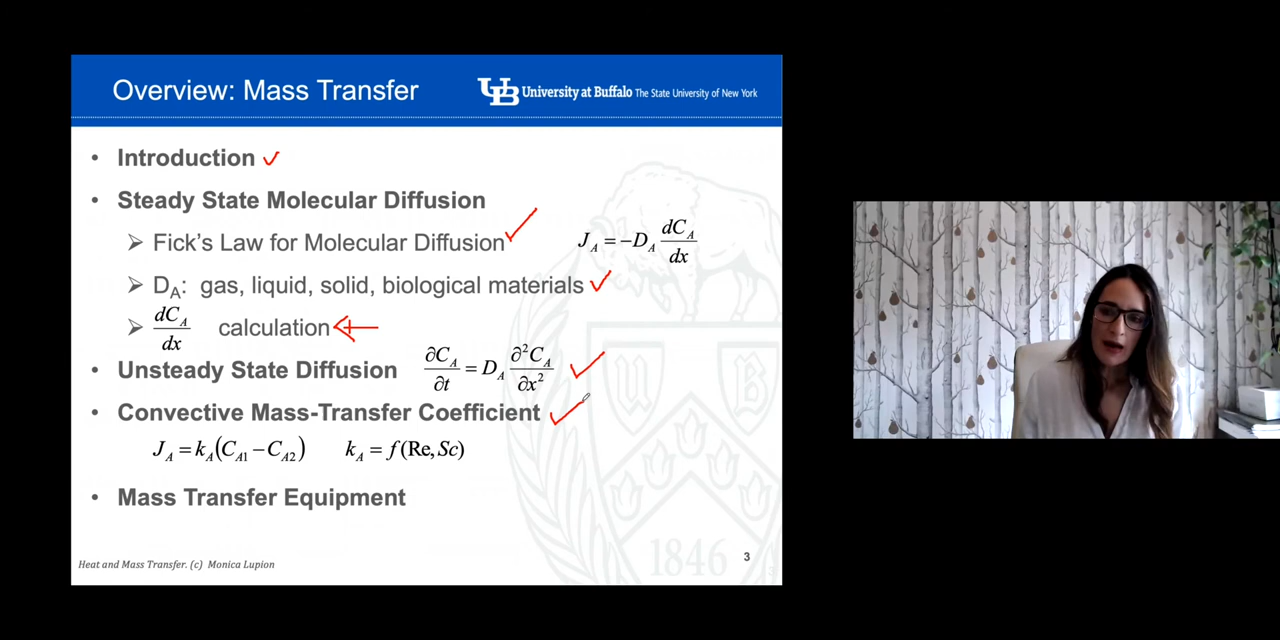 Overview: Mass Transfer
UB University at Buffalo The State University of New York
• Introduction ✓
• Steady State Molecular Diffusion
➢ Fick's Law for Molecular Diffusion ✓ J_A = −D_A dC_A/dx
➢ D_A: gas, liquid, solid, biological materials ✓
➢ dC_A/dx calculation ←
• Unsteady State Diffusion ∂C_A/∂t = D_A ∂²C_A/∂x² ✓
• Convective Mass-Transfer Coefficient ✓
J_A = k_A(C_A1 − C_A2) k_A = f(Re, Sc)
• Mass Transfer Equipment
1846
3
Heat and Mass Transfer. (c) Monica Lupion